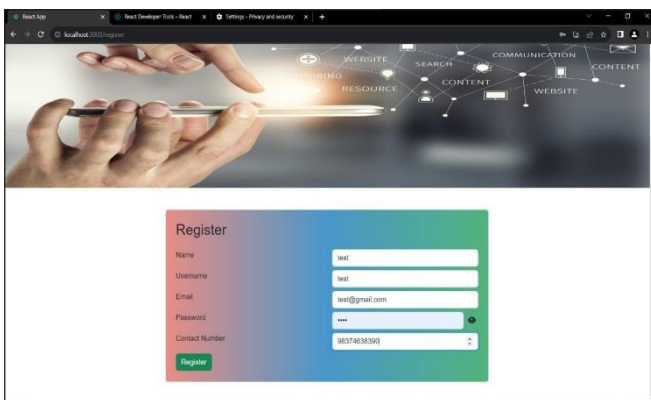 React App
React Developer Tools – React
Settings - Privacy and security
localhost:3000/register
WEBSITE
COMMUNICATION
SEARCH
CONTENT
RESOURCE
CONTENT
WEBSITE
Register
Name
test
Username
test
Email
test@gmail.com
Password
••••
Contact Number
98374638390
Register